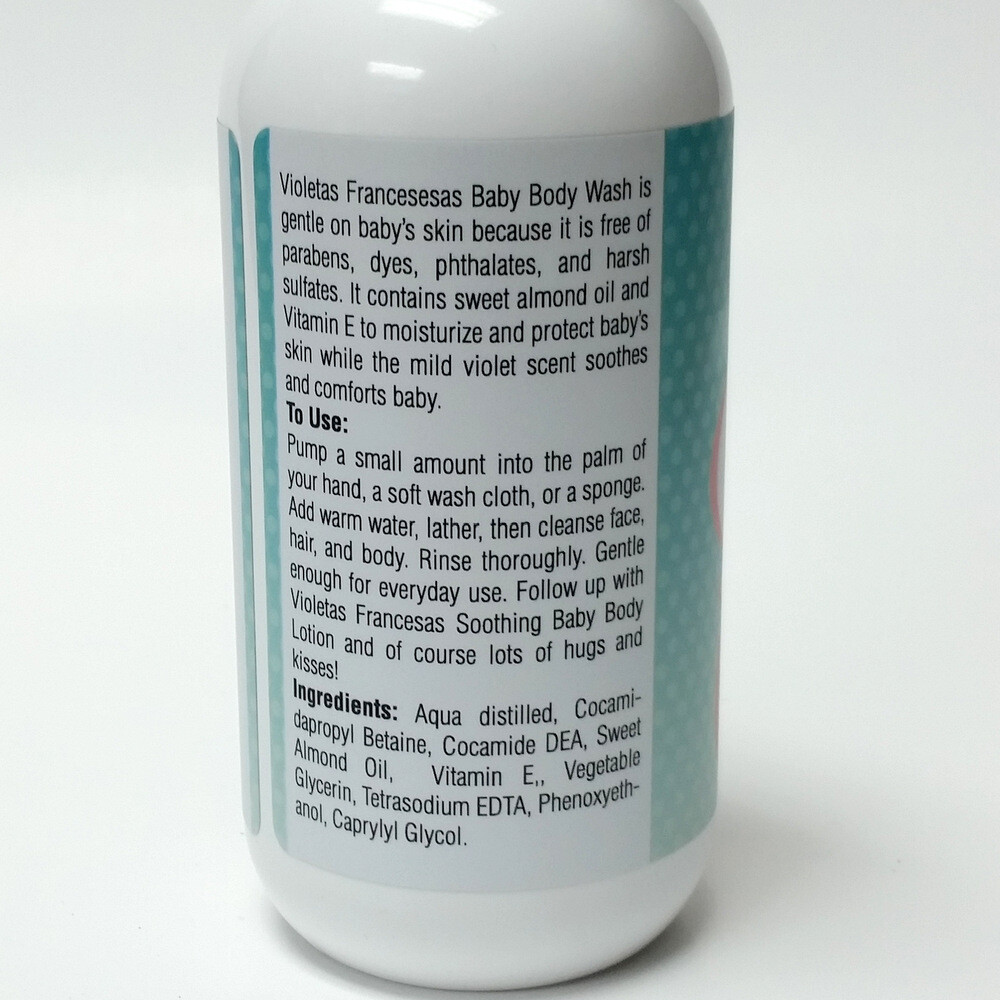 Violetas Francesesas Baby Body Wash is
gentle on baby's skin because it is free of
parabens, dyes, phthalates, and harsh
sulfates. It contains sweet almond oil and
Vitamin E to moisturize and protect baby's
skin while the mild violet scent soothes
and comforts baby.
To Use:
Pump a small amount into the palm of
your hand, a soft wash cloth, or a sponge.
Add warm water, lather, then cleanse face,
hair, and body. Rinse thoroughly. Gentle
enough for everyday use. Follow up with
Violetas Francesas Soothing Baby Body
Lotion and of course lots of hugs and
kisses!
Ingredients: Aqua distilled, Cocami-
dapropyl Betaine, Cocamide DEA, Sweet
Almond Oil, Vitamin E,, Vegetable
Glycerin, Tetrasodium EDTA, Phenoxyeth-
anol, Caprylyl Glycol.